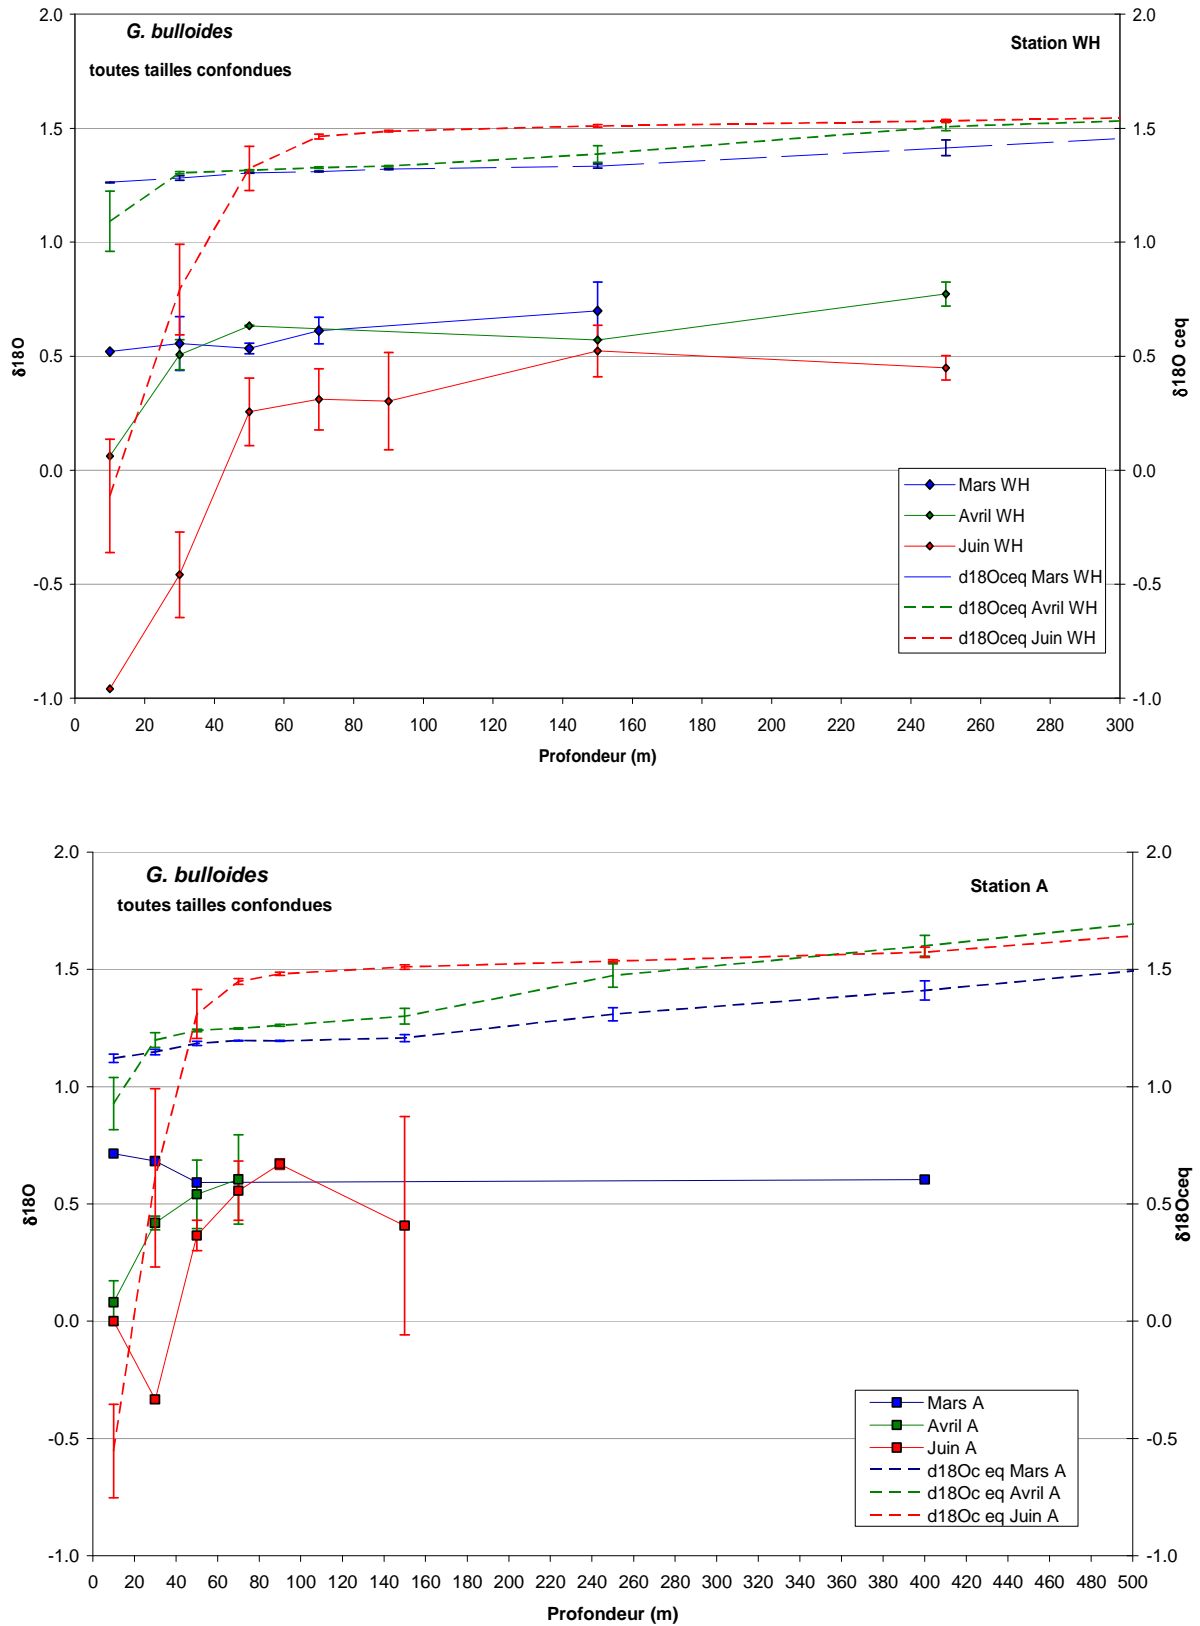 G. bulloides
Station WH
toutes tailles confondues
2.0
1.5
1.0
0.5
0.0
-0.5
-1.0
δ18O
2.0
1.5
1.0
0.5
0.0
-0.5
-1.0
δ18O ceq
Mars WH
Avril WH
Juin WH
d18Oceq Mars WH
d18Oceq Avril WH
d18Oceq Juin WH
0 20 40 60 80 100 120 140 160 180 200 220 240 260 280 300
Profondeur (m)
G. bulloides
Station A
toutes tailles confondues
2.0
1.5
1.0
0.5
0.0
-0.5
-1.0
δ18O
2.0
1.5
1.0
0.5
0.0
-0.5
-1.0
δ18Oceq
Mars A
Avril A
Juin A
d18Oc eq Mars A
d18Oc eq Avril A
d18Oc eq Juin A
0 20 40 60 80 100 120 140 160 180 200 220 240 260 280 300 320 340 360 380 400 420 440 460 480 500
Profondeur (m)